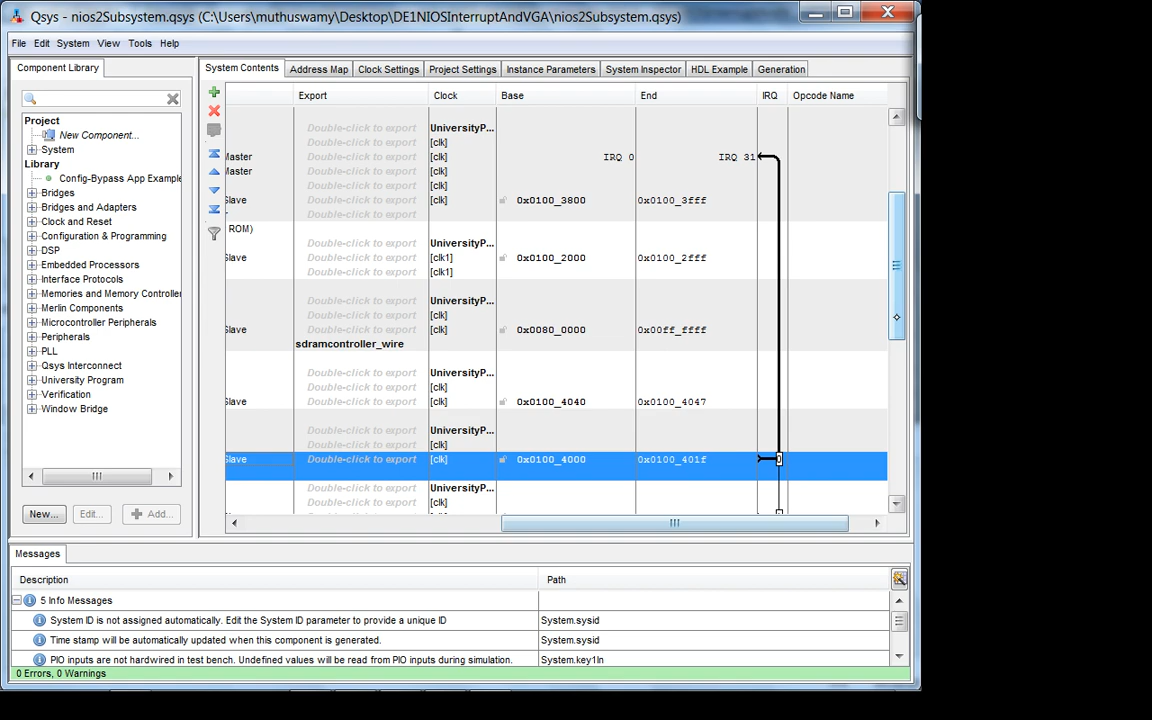 Qsys - nios2Subsystem.qsys (C:\Users\muthuswamy\Desktop\DE1NIOSInterruptAndVGA\nios2Subsystem.qsys)
File Edit System View Tools Help
Component Library
System Contents Address Map Clock Settings Project Settings Instance Parameters System Inspector HDL Example Generation
Export Clock Base End IRQ Opcode Name
Project
New Component...
System
Library
Config-Bypass App Example
Bridges
Bridges and Adapters
Clock and Reset
Configuration & Programming
DSP
Embedded Processors
Interface Protocols
Memories and Memory Controller
Merlin Components
Microcontroller Peripherals
Peripherals
PLL
Qsys Interconnect
University Program
Verification
Window Bridge
New... Edit... Add...
Double-click to export UniversityP...
Double-click to export [clk]
Master Double-click to export [clk] IRQ 0 IRQ 31
Master Double-click to export [clk]
Double-click to export [clk]
Slave Double-click to export [clk] 0x0100_3800 0x0100_3fff
Double-click to export
ROM)
Double-click to export UniversityP...
Slave Double-click to export [clk1] 0x0100_2000 0x0100_2fff
Double-click to export [clk1]
Double-click to export UniversityP...
Double-click to export [clk]
Slave Double-click to export [clk] 0x0080_0000 0x00ff_ffff
sdramcontroller_wire
Double-click to export UniversityP...
Double-click to export [clk]
Slave Double-click to export [clk] 0x0100_4040 0x0100_4047
Double-click to export UniversityP...
Double-click to export [clk]
Slave Double-click to export [clk] 0x0100_4000 0x0100_401f
Double-click to export UniversityP...
Double-click to export [clk]
Messages
Description Path
5 Info Messages
System ID is not assigned automatically. Edit the System ID parameter to provide a unique ID System.sysid
Time stamp will be automatically updated when this component is generated. System.sysid
PIO inputs are not hardwired in test bench. Undefined values will be read from PIO inputs during simulation. System.key1In
0 Errors, 0 Warnings